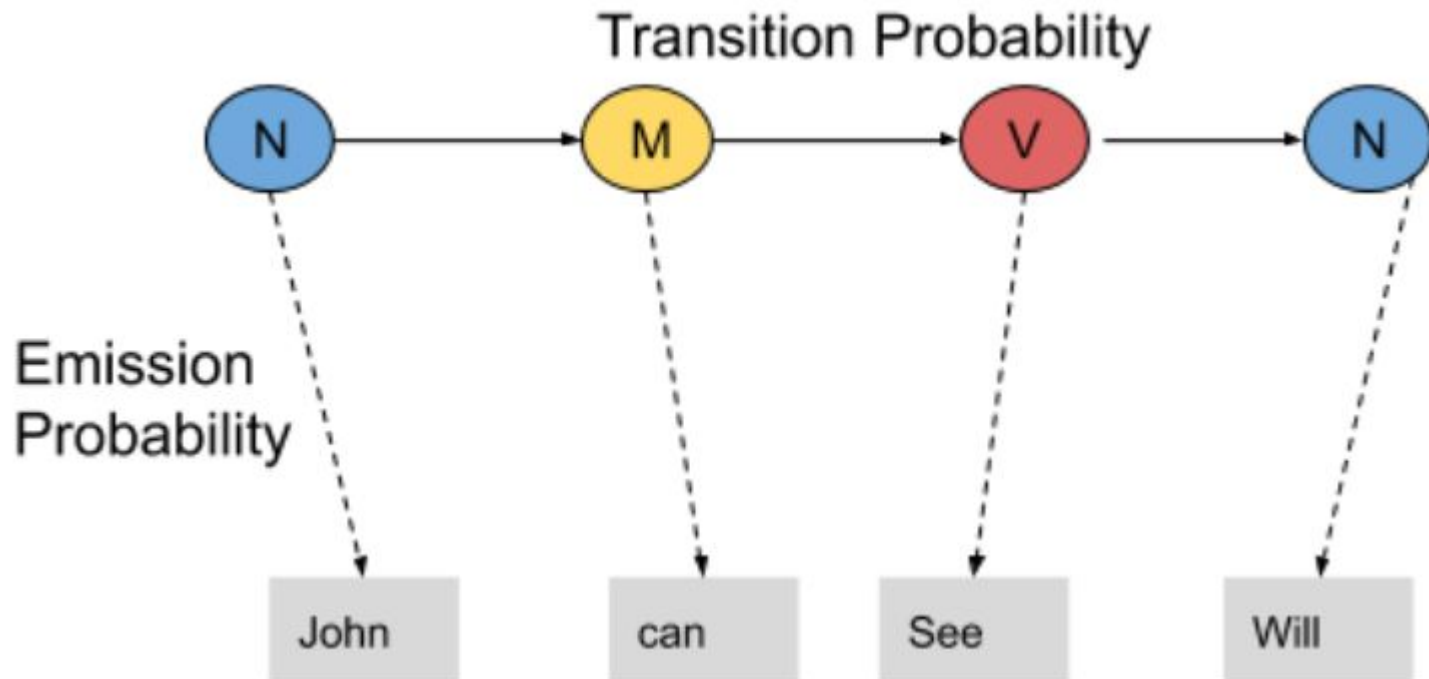 Transition Probability
N
M
V
N
Emission
Probability
John
can
See
Will